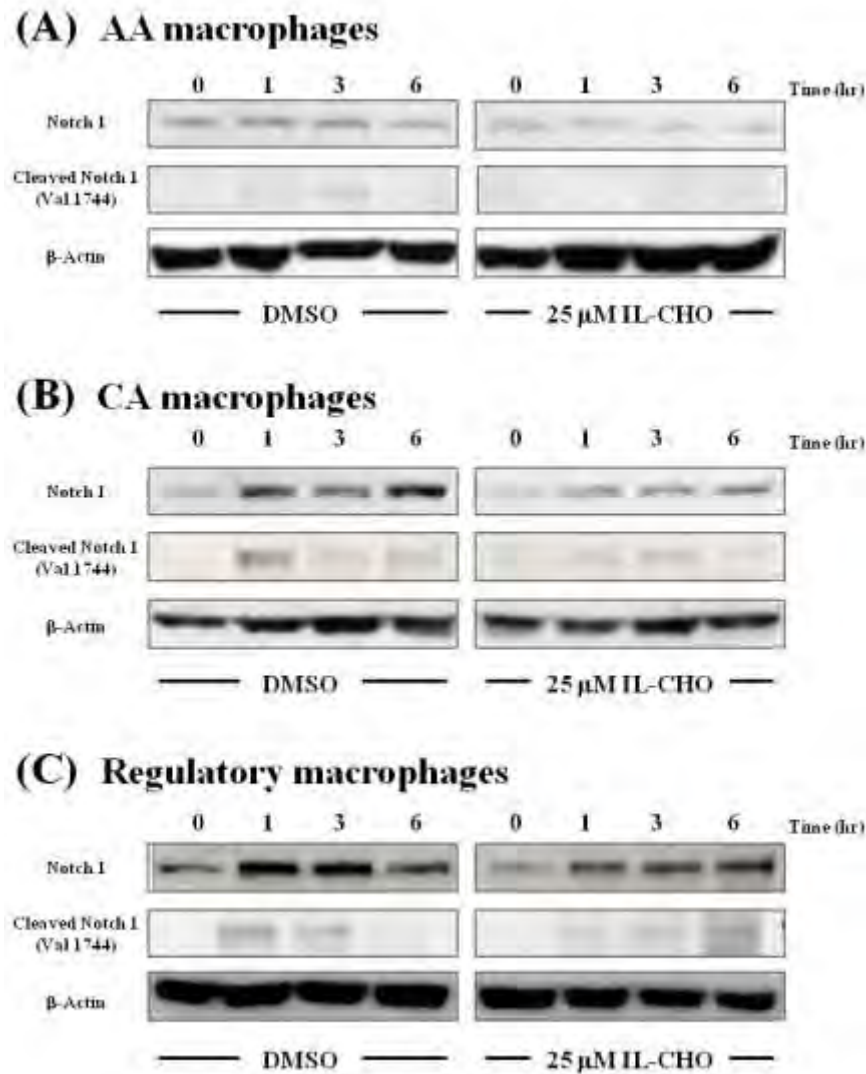 (A) AA macrophages
0 1 3 6 0 1 3 6 Time (hr)
Notch 1
Cleaved Notch 1
(Val 1744)
β-Actin
DMSO 25 µM IL-CHO
(B) CA macrophages
0 1 3 6 0 1 3 6 Time (hr)
Notch 1
Cleaved Notch 1
(Val 1744)
β-Actin
DMSO 25 µM IL-CHO
(C) Regulatory macrophages
0 1 3 6 0 1 3 6 Time (hr)
Notch 1
Cleaved Notch 1
(Val 1744)
β-Actin
DMSO 25 µM IL-CHO